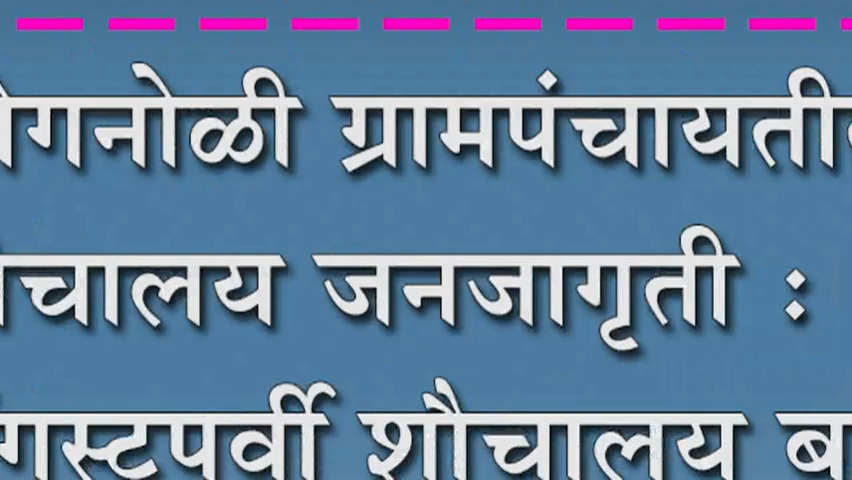 ोगनोळी ग्रामपंचायतीत
चालय जनजागृती :
गस्टपर्वी शौचालय ब